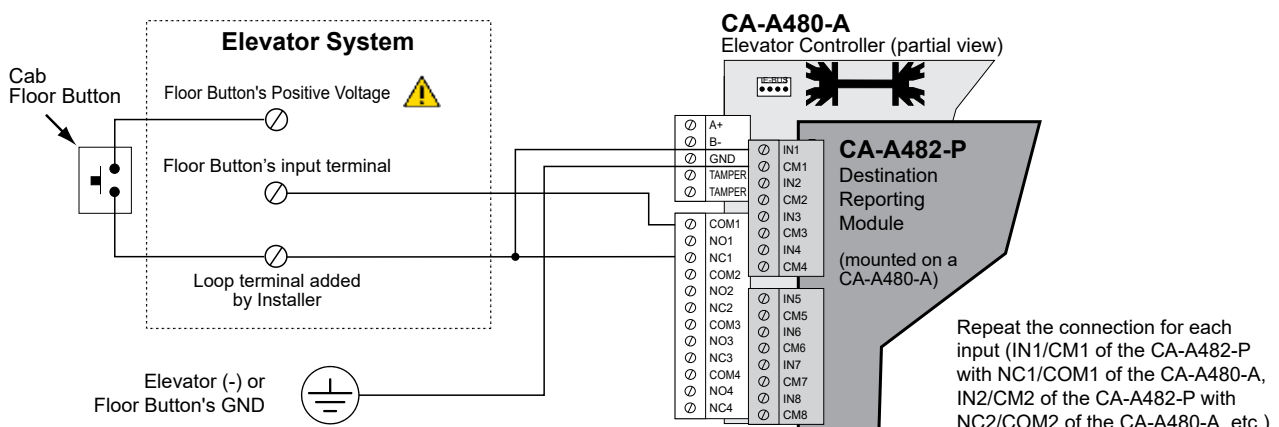 CA-A480-A
Elevator Controller (partial view)
Elevator System
Cab
Floor Button
Floor Button's Positive Voltage
Floor Button's input terminal
Loop terminal added
by Installer
Elevator (-) or
Floor Button's GND
A+
B-
GND
TAMPER
TAMPER
COM1
NO1
NC1
COM2
NO2
NC2
COM3
NO3
NC3
COM4
NO4
NC4
IN1
CM1
IN2
CM2
IN3
CM3
IN4
CM4
IN5
CM5
IN6
CM6
IN7
CM7
IN8
CM8
CA-A482-P
Destination
Reporting
Module
(mounted on a
CA-A480-A)
Repeat the connection for each
input (IN1/CM1 of the CA-A482-P
with NC1/COM1 of the CA-A480-A,
IN2/CM2 of the CA-A482-P with
NC2/COM2 of the CA-A480-A, etc.)